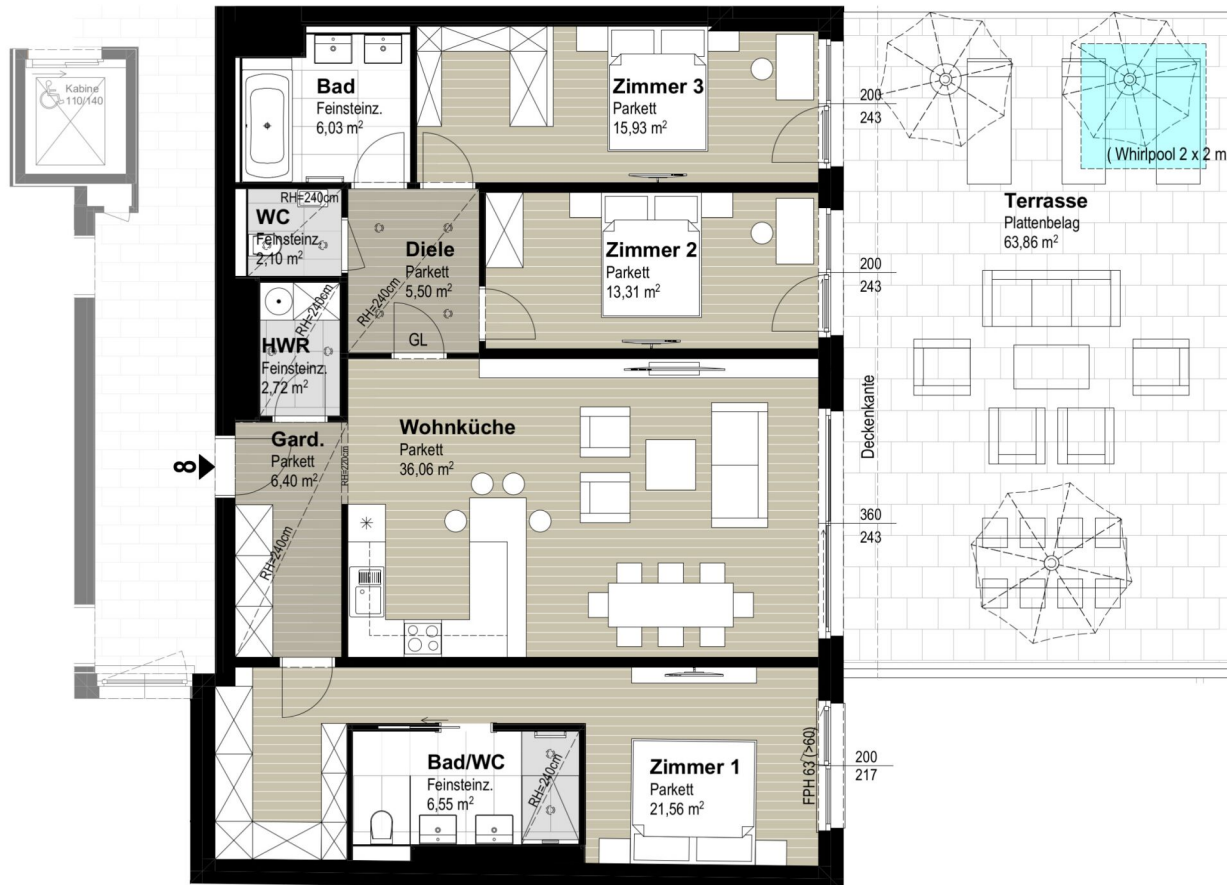 Kabine
110/140
Bad
Feinsteinz.
6,03 m²
Zimmer 3
Parkett
15,93 m²
200
243
( Whirlpool 2 x 2 m
Terrasse
Plattenbelag
63,86 m²
RH=240cm
WC
Feinsteinz.
2,10 m²
Diele
Parkett
5,50 m²
RH=240cm
GL
Zimmer 2
Parkett
13,31 m²
200
243
RH=240cm
HWR
Feinsteinz.
2,72 m²
Deckenkante
8
Gard.
Parkett
6,40 m²
RH=220cm
RH=240cm
Wohnküche
Parkett
36,06 m²
360
243
Bad/WC
Feinsteinz.
6,55 m²
RH=240cm
Zimmer 1
Parkett
21,56 m²
FPH 63 (>60)
200
217